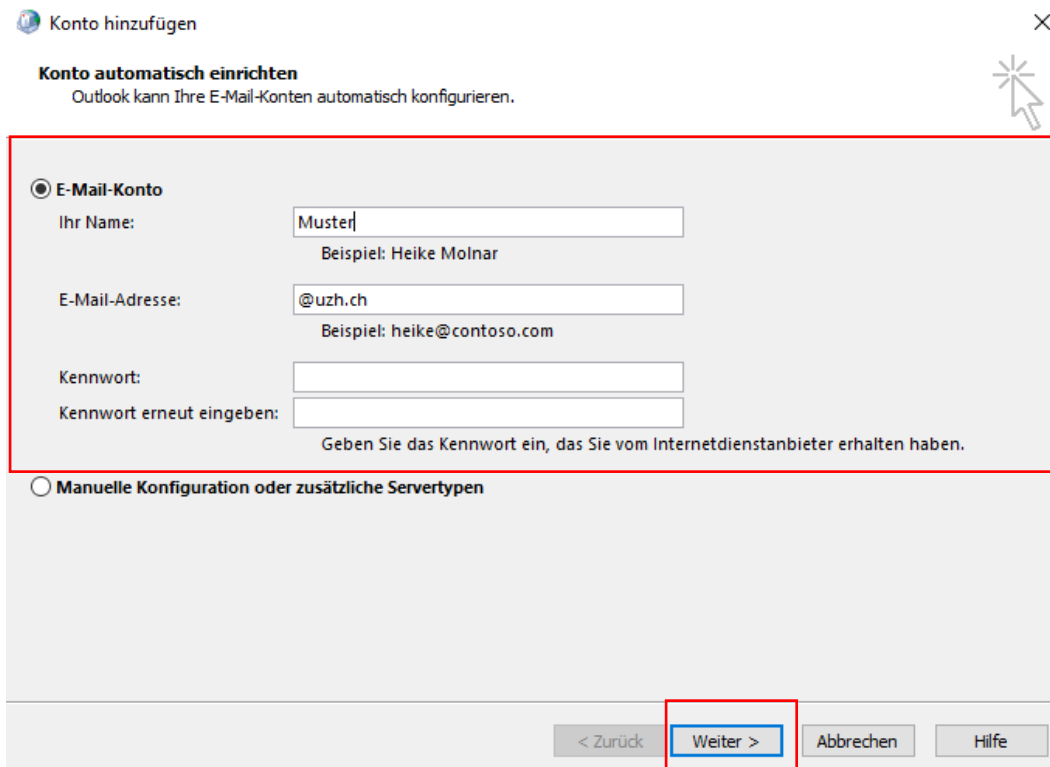 Konto hinzufügen
Konto automatisch einrichten
Outlook kann Ihre E-Mail-Konten automatisch konfigurieren.
E-Mail-Konto
Ihr Name: Muster
Beispiel: Heike Molnar
E-Mail-Adresse: @uzh.ch
Beispiel: heike@contoso.com
Kennwort:
Kennwort erneut eingeben:
Geben Sie das Kennwort ein, das Sie vom Internetdienstanbieter erhalten haben.
Manuelle Konfiguration oder zusätzliche Servertypen
< Zurück Weiter > Abbrechen Hilfe